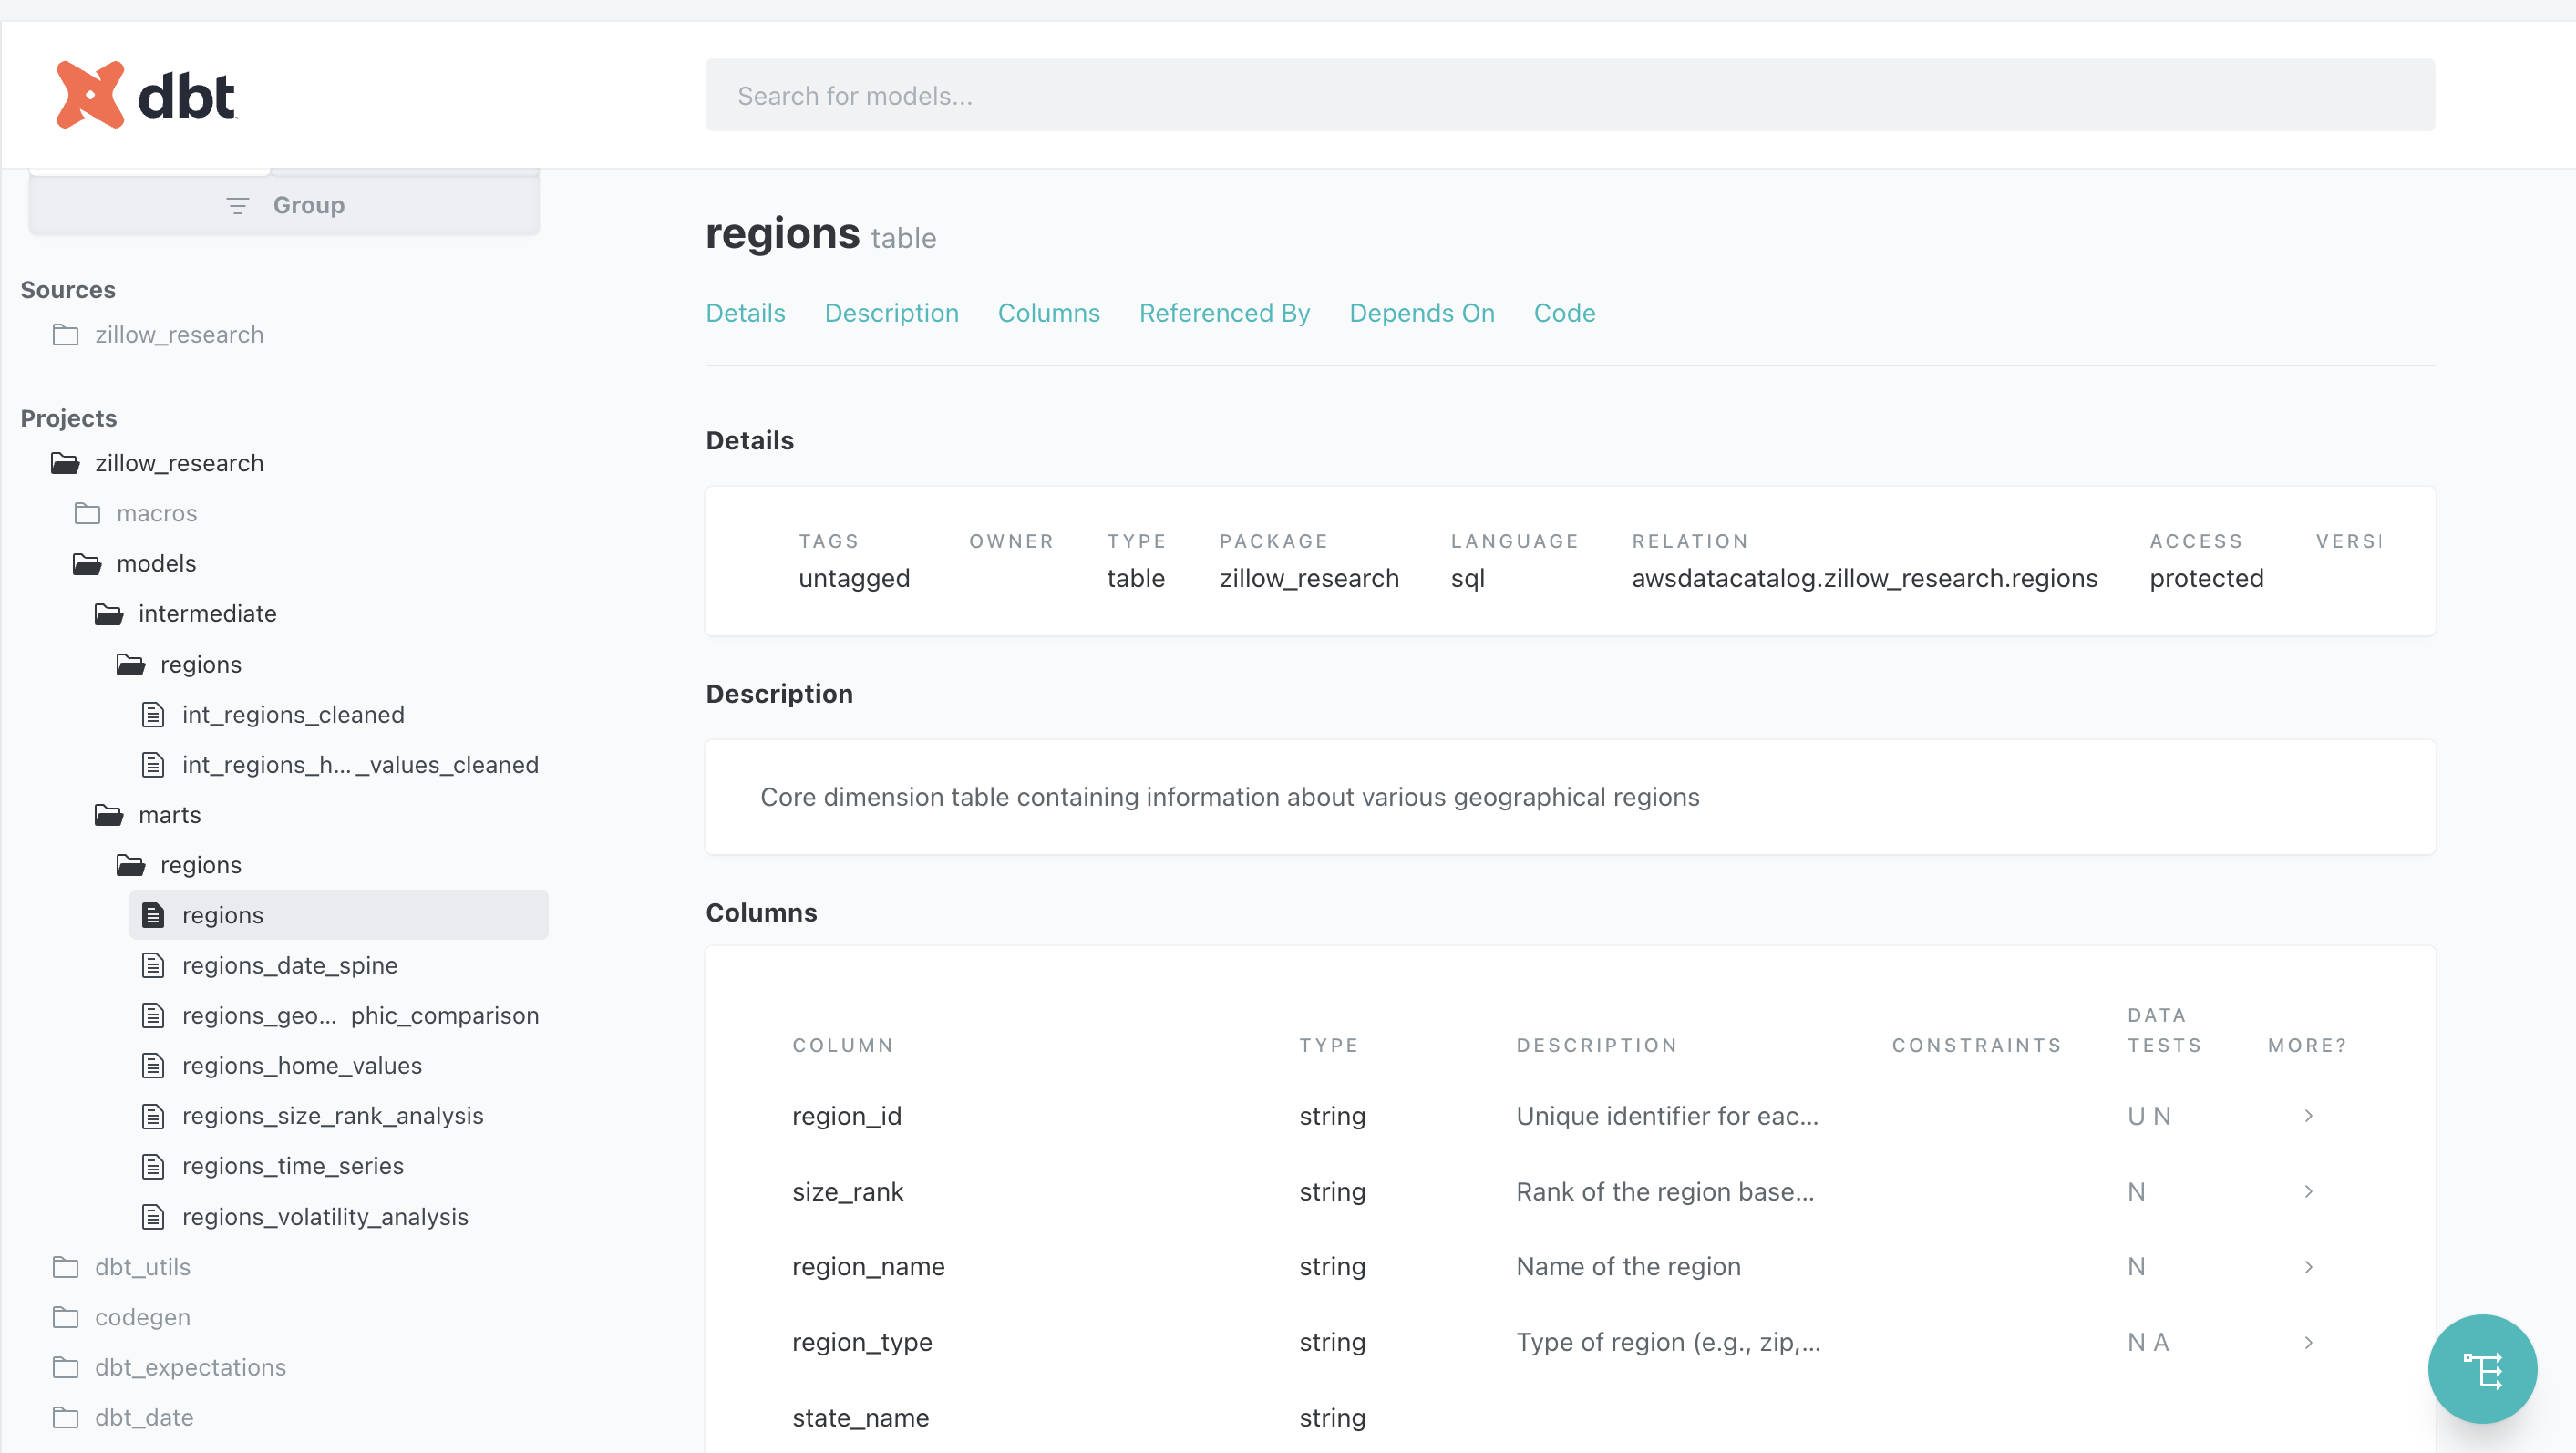 dbt
Search for models...
Group
Sources
zillow_research
Projects
zillow_research
macros
models
intermediate
regions
int_regions_cleaned
int_regions_h... _values_cleaned
marts
regions
regions
regions_date_spine
regions_geo... phic_comparison
regions_home_values
regions_size_rank_analysis
regions_time_series
regions_volatility_analysis
dbt_utils
codegen
dbt_expectations
dbt_date
regions table
Details Description Columns Referenced By Depends On Code
Details
TAGS OWNER TYPE PACKAGE LANGUAGE RELATION ACCESS VERSI
untagged table zillow_research sql awsdatacatalog.zillow_research.regions protected
Description
Core dimension table containing information about various geographical regions
Columns
COLUMN TYPE DESCRIPTION CONSTRAINTS DATA TESTS MORE?
region_id string Unique identifier for eac... U N
size_rank string Rank of the region base... N
region_name string Name of the region N
region_type string Type of region (e.g., zip,... N A
state_name string